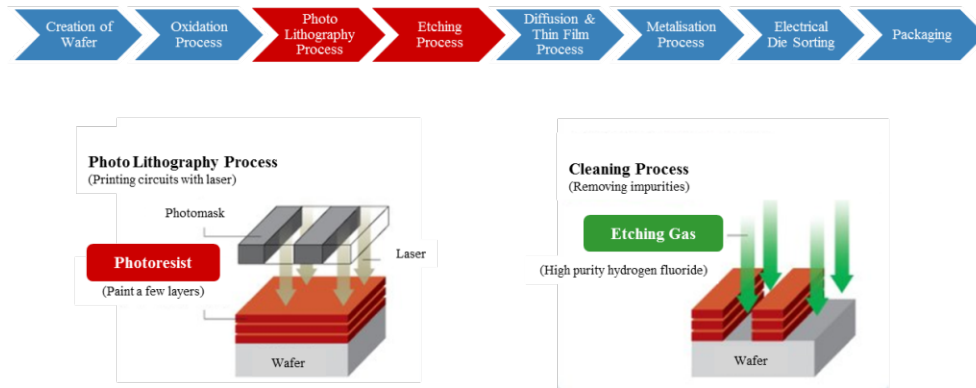 Creation of
Wafer
Oxidation
Process
Photo
Lithography
Process
Etching
Process
Diffusion &
Thin Film
Process
Metalisation
Process
Electrical
Die Sorting
Packaging
Photo Lithography Process
(Printing circuits with laser)
Photomask
Laser
Photoresist
(Paint a few layers)
Wafer
Cleaning Process
(Removing impurities)
Etching Gas
(High purity hydrogen fluoride)
Wafer